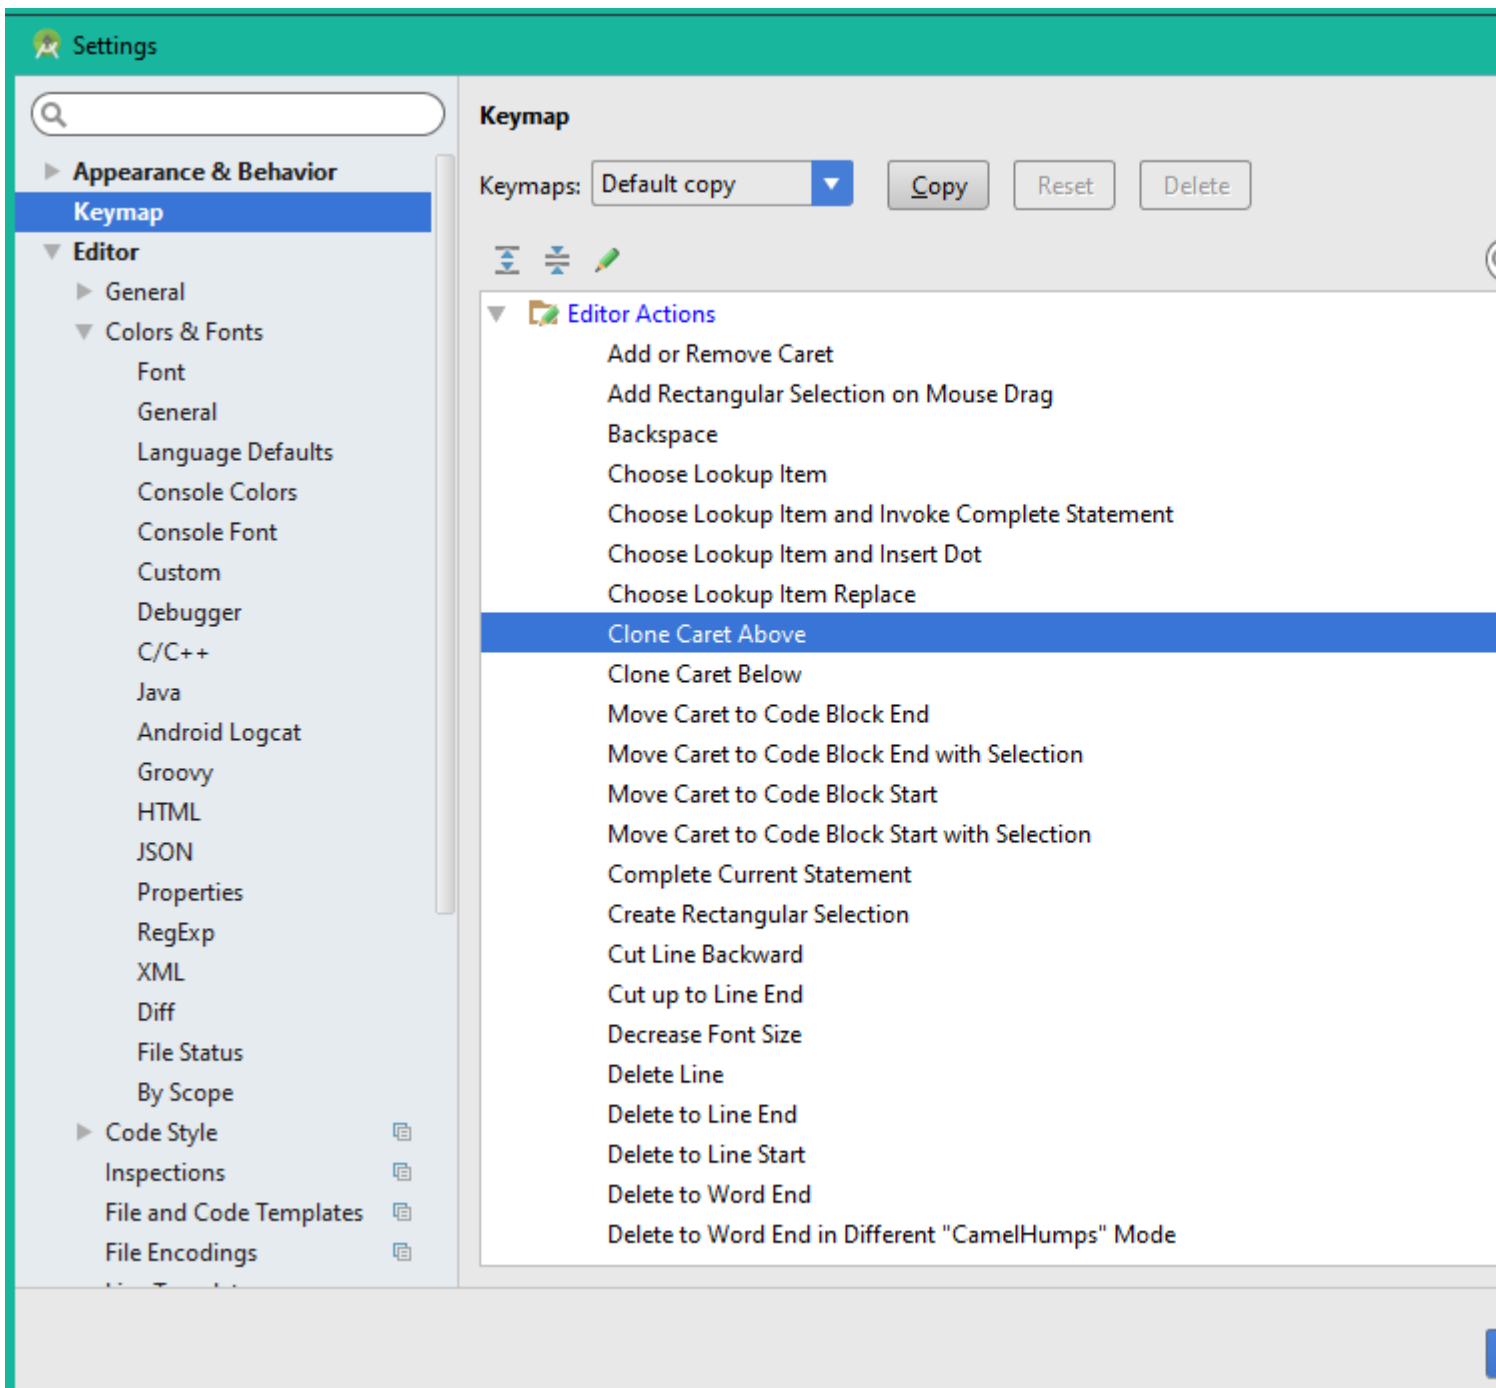 Settings
Appearance & Behavior
Keymap
Editor
General
Colors & Fonts
Font
General
Language Defaults
Console Colors
Console Font
Custom
Debugger
C/C++
Java
Android Logcat
Groovy
HTML
JSON
Properties
RegExp
XML
Diff
File Status
By Scope
Code Style
Inspections
File and Code Templates
File Encodings
Keymap
Keymaps: Default copy Copy Reset Delete
Editor Actions
Add or Remove Caret
Add Rectangular Selection on Mouse Drag
Backspace
Choose Lookup Item
Choose Lookup Item and Invoke Complete Statement
Choose Lookup Item and Insert Dot
Choose Lookup Item Replace
Clone Caret Above
Clone Caret Below
Move Caret to Code Block End
Move Caret to Code Block End with Selection
Move Caret to Code Block Start
Move Caret to Code Block Start with Selection
Complete Current Statement
Create Rectangular Selection
Cut Line Backward
Cut up to Line End
Decrease Font Size
Delete Line
Delete to Line End
Delete to Line Start
Delete to Word End
Delete to Word End in Different "CamelHumps" Mode